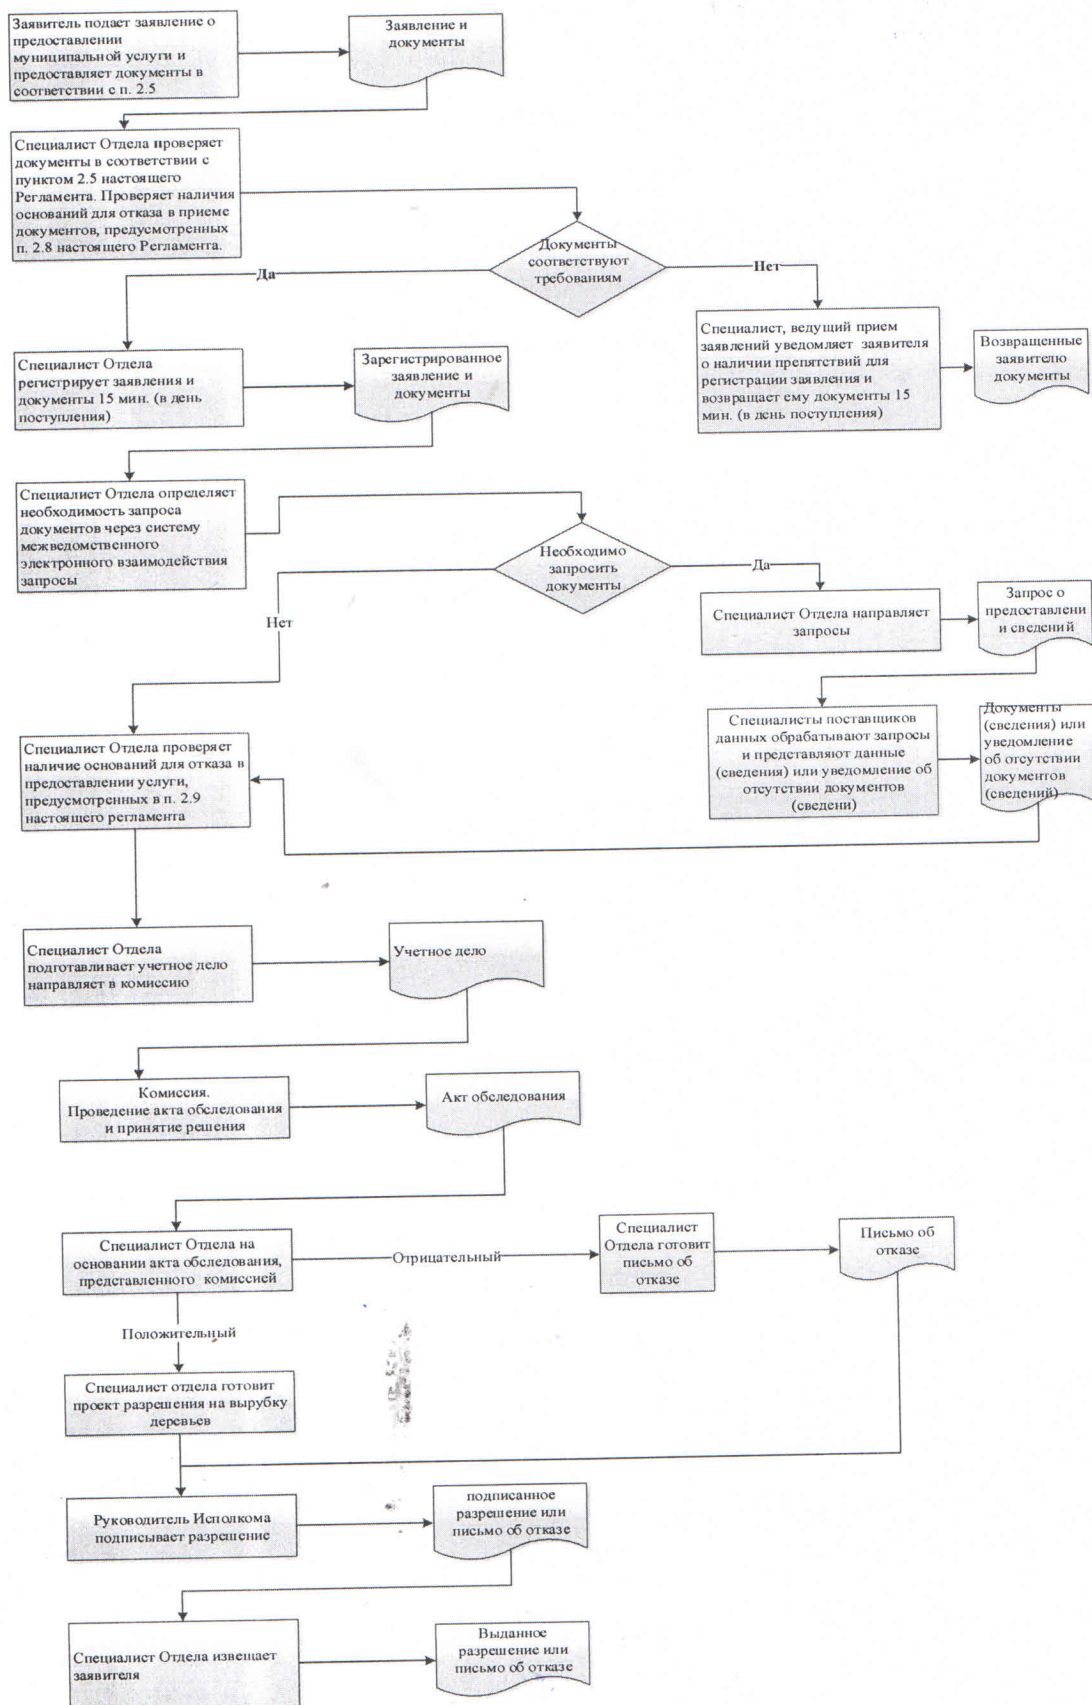 Заявитель подает заявление о
предоставлении
муниципальной услуги и
предоставляет документы в
соответствии с п. 2.5
Заявление и
документы
Специалист Отдела проверяет
документы в соответствии с
пунктом 2.5 настоящего
Регламента. Проверяет наличия
оснований для отказа в приеме
документов, предусмотренных
п. 2.8 настоящего Регламента.
Документы
соответствуют
требованиям
Да
Нет
Специалист Отдела
регистрирует заявления и
документы 15 мин. (в день
поступления)
Зарегистрированное
заявление и
документы
Специалист, ведущий прием
заявлений уведомляет заявителя
о наличии препятствий для
регистрации заявления и
возвращает ему документы 15
мин. (в день поступления)
Возвращенные
заявителю
документы
Специалист Отдела определяет
необходимость запроса
документов через систему
межведомственного
электронного взаимодействия
запросы
Необходимо
запросить
документы
Да
Нет
Специалист Отдела направляет
запросы
Запрос о
предоставлени
и сведений
Специалисты поставщиков
данных обрабатывают запросы
и представляют данные
(сведения) или уведомление об
отсутствии документов
(сведени)
Документы
(сведения) или
уведомление
об отсутствии
документов
(сведений)
Специалист Отдела проверяет
наличие оснований для отказа в
предоставлении услуги,
предусмотренных в п. 2.9
настоящего регламента
Специалист Отдела
подготавливает учетное дело
направляет в комиссию
Учетное дело
Комиссия.
Проведение акта обследования
и принятие решения
Акт обследования
Специалист Отдела на
основании акта обследования,
представленного комиссией
Отрицательный
Специалист
Отдела готовит
письмо об
отказе
Письмо об
отказе
Положительный
Специалист отдела готовит
проект разрешения на вырубку
деревьев
Руководитель Исполкома
подписывает разрешение
подписанное
разрешение или
письмо об отказе
Специалист Отдела извещает
заявителя
Выданное
разрешение или
письмо об отказе